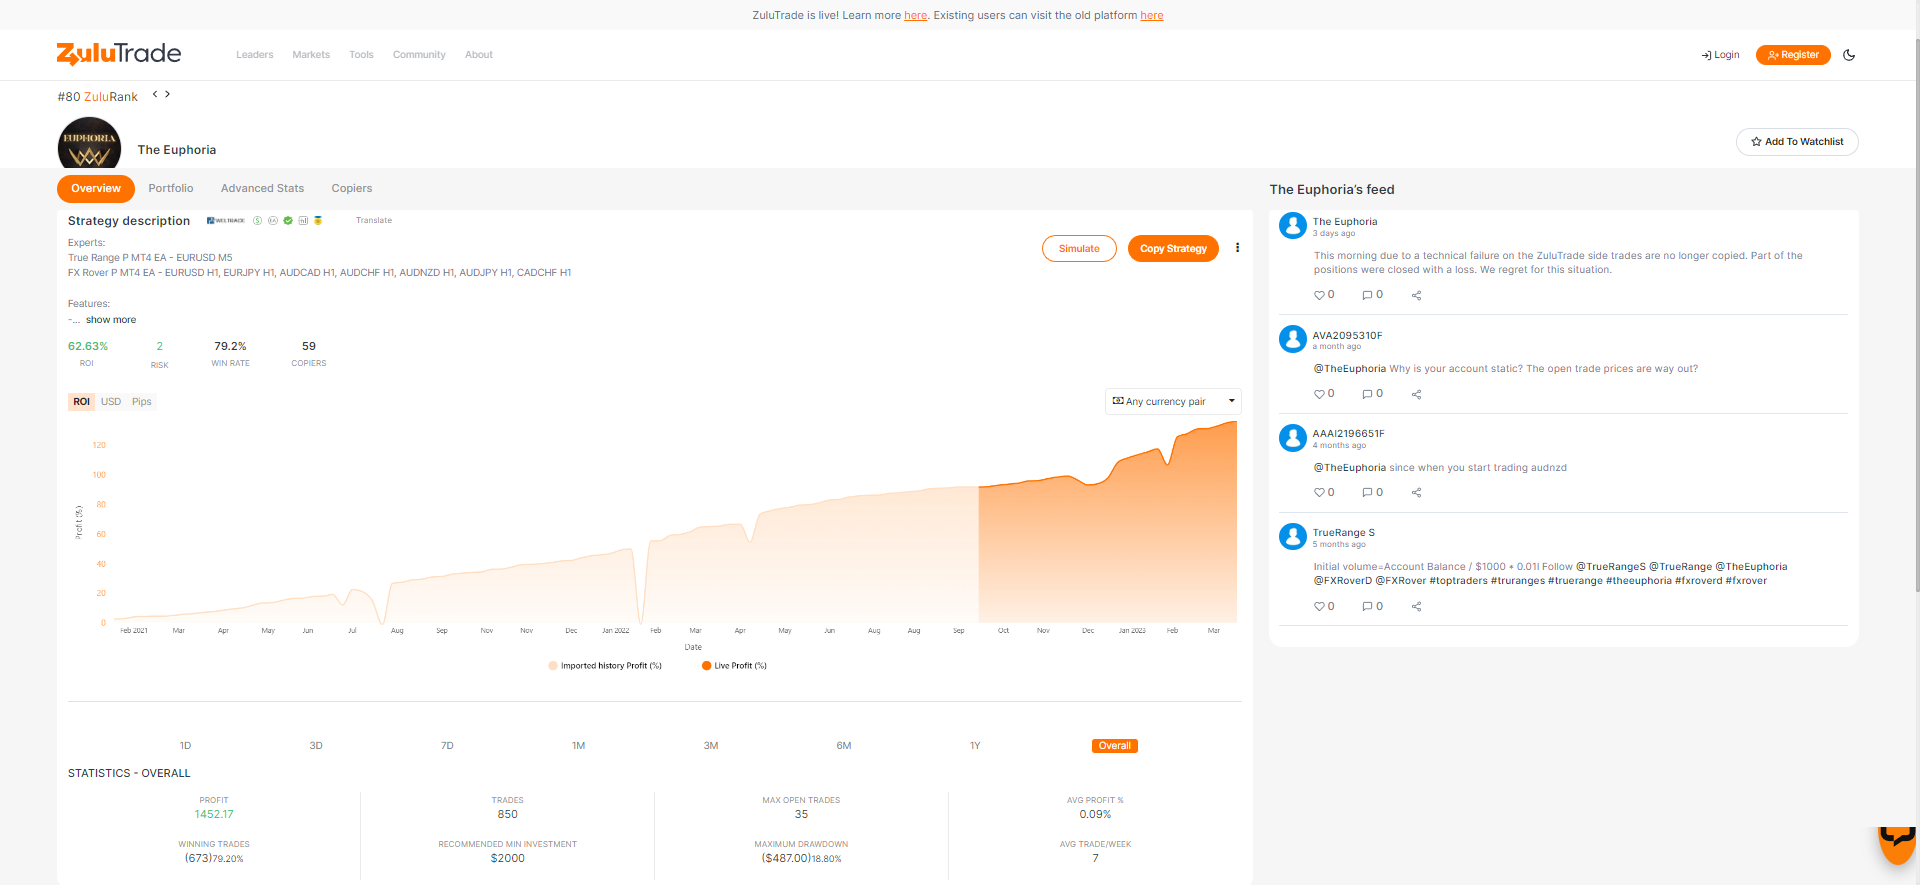 ZuluTrade is live! Learn more here. Existing users can visit the old platform here
ZuluTrade
Leaders Markets Tools Community About
Login Register
#80 ZuluRank
EUPHORIA
The Euphoria
Add To Watchlist
Overview Portfolio Advanced Stats Copiers
Strategy description
Translate
Experts:
True Range P MT4 EA - EURUSD M5
FX Rover P MT4 EA - EURUSD H1, EURJPY H1, AUDCAD H1, AUDCHF H1, AUDNZD H1, AUDJPY H1, CADCHF H1
Simulate Copy Strategy
Features:
-... show more
62.63% 2 79.2% 59
ROI RISK WIN RATE COPIERS
ROI USD Pips
Any currency pair
120
100
80
60
40
20
0
Profit (%)
Feb 2021 Mar Apr May Jun Jul Aug Sep Nov Nov Dec Jan 2022 Feb Mar Apr May Jun Aug Aug Sep Oct Nov Dec Jan 2023 Feb Mar
Date
Imported history Profit (%) Live Profit (%)
1D 3D 7D 1M 3M 6M 1Y Overall
STATISTICS - OVERALL
PROFIT TRADES MAX OPEN TRADES AVG PROFIT %
1452.17 850 35 0.09%
WINNING TRADES RECOMMENDED MIN INVESTMENT MAXIMUM DRAWDOWN AVG TRADE/WEEK
(673)79.20% $2000 ($487.00)18.80% 7
The Euphoria's feed
The Euphoria
3 days ago
This morning due to a technical failure on the ZuluTrade side trades are no longer copied. Part of the
positions were closed with a loss. We regret for this situation.
0 0
AVA2095310F
a month ago
@TheEuphoria Why is your account static? The open trade prices are way out?
0 0
AAAI2196651F
4 months ago
@TheEuphoria since when you start trading audnzd
0 0
TrueRange S
5 months ago
Initial volume=Account Balance / $1000 * 0.01l Follow @TrueRangeS @TrueRange @TheEuphoria
@FXRoverD @FXRover #toptraders #truranges #truerange #theeuphoria #fxroverd #fxrover
0 0